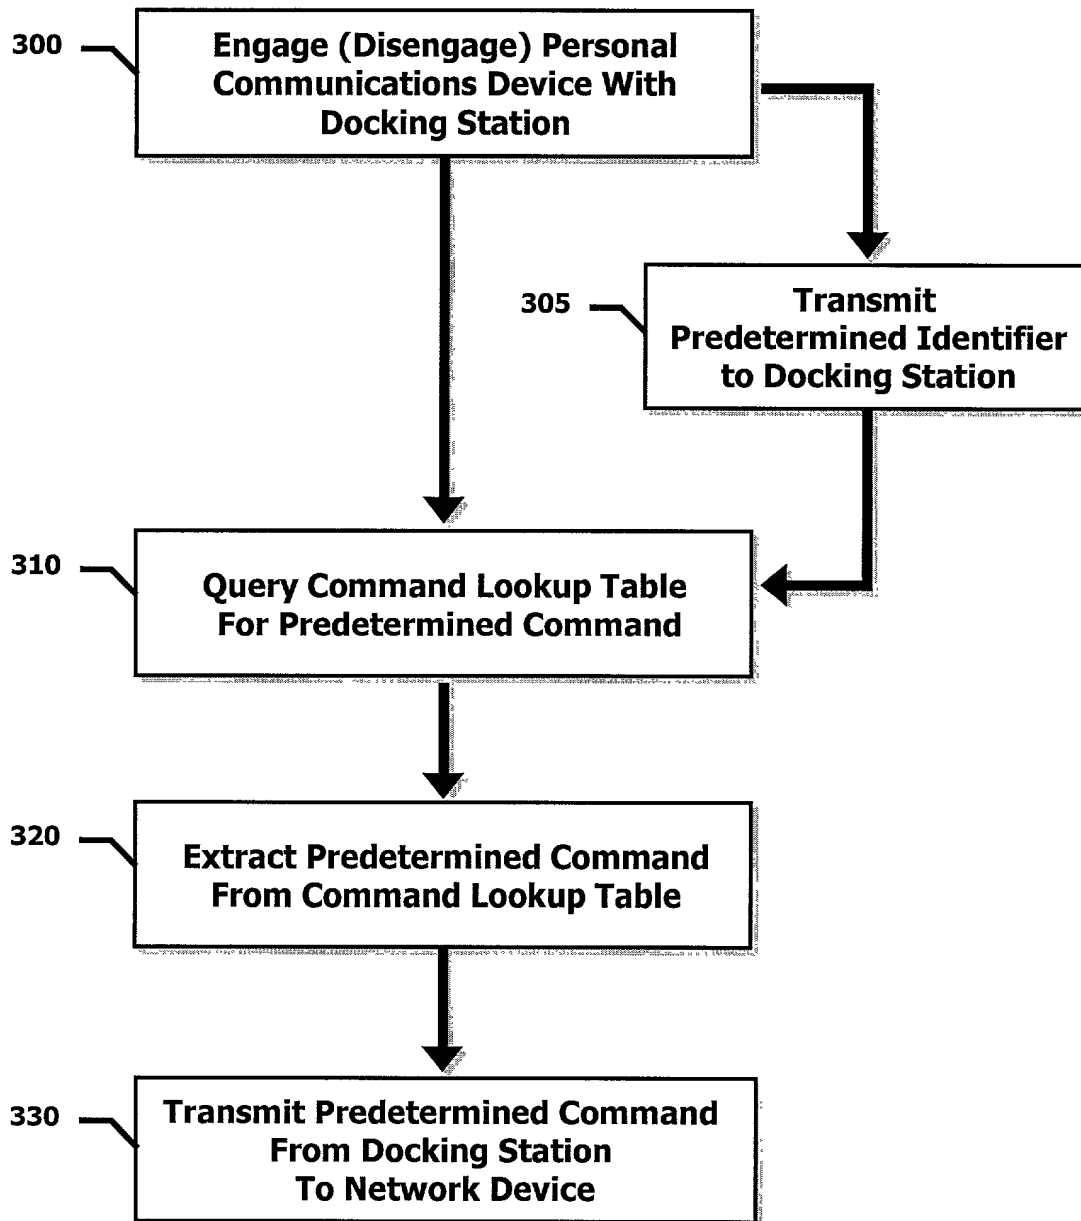 300
Engage (Disengage) Personal
Communications Device With
Docking Station
305
Transmit
Predetermined Identifier
to Docking Station
310
Query Command Lookup Table
For Predetermined Command
320
Extract Predetermined Command
From Command Lookup Table
330
Transmit Predetermined Command
From Docking Station
To Network Device